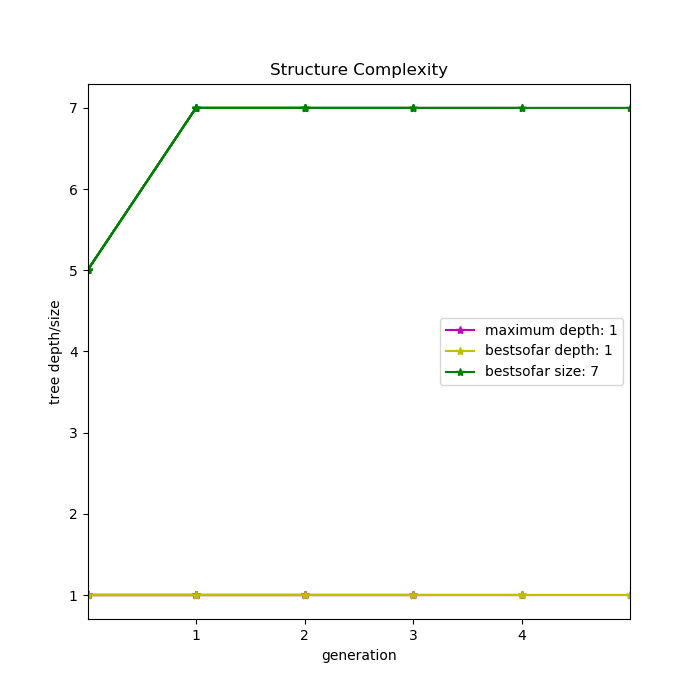 Structure Complexity
7
6
5
4
3
2
1
tree depth/size
maximum depth: 1
bestsofar depth: 1
bestsofar size: 7
1 2 3 4
generation